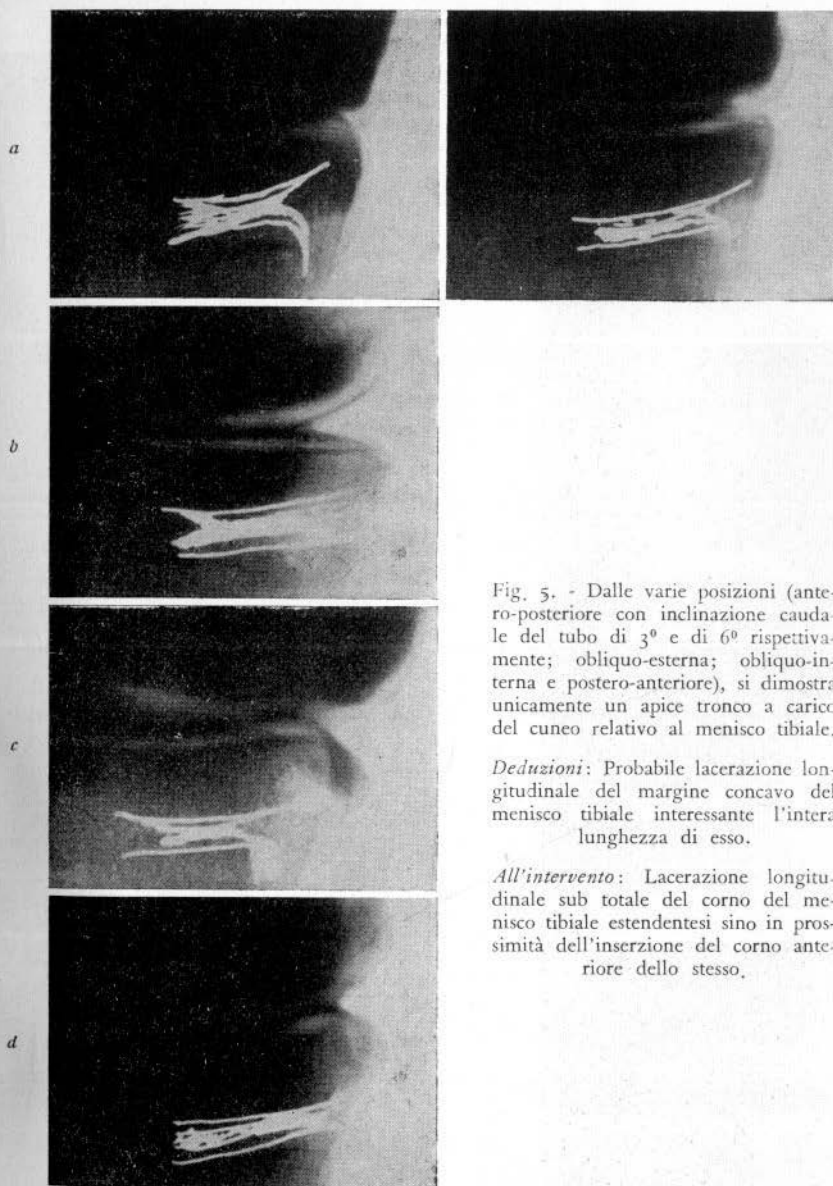 a
b
c
d
Fig. 5. - Dalle varie posizioni (ante-
ro-posteriore con inclinazione cauda-
le del tubo di 3º e di 6º rispettiva-
mente; obliquo-esterna; obliquo-in-
terna e postero-anteriore), si dimostra
unicamente un apice tronco a carico
del cuneo relativo al menisco tibiale.
Deduzioni: Probabile lacerazione lon-
gitudinale del margine concavo del
menisco tibiale interessante l'intera
lunghezza di esso.
All'intervento: Lacerazione longitu-
dinale sub totale del corno del me-
nisco tibiale estendentesi sino in pros-
simità dell'inserzione del corno ante-
riore dello stesso.